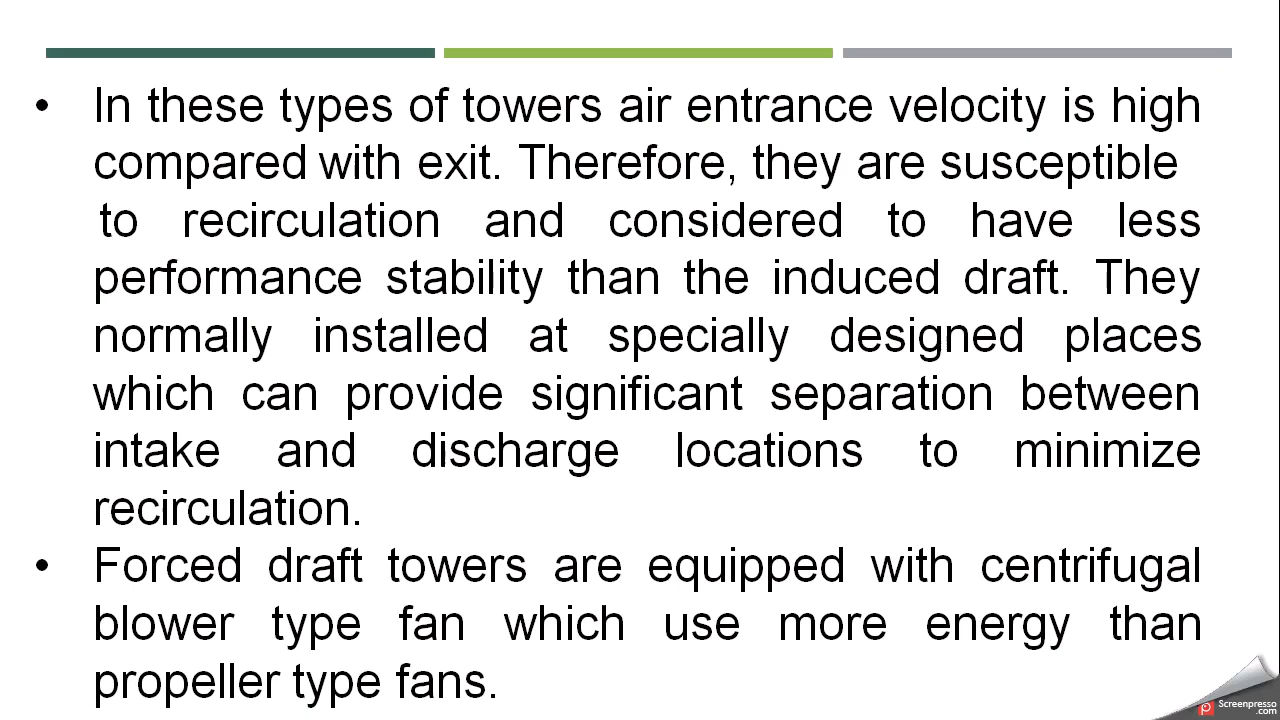 • In these types of towers air entrance velocity is high
compared with exit. Therefore, they are susceptible
to recirculation and considered to have less
performance stability than the induced draft. They
normally installed at specially designed places
which can provide significant separation between
intake and discharge locations to minimize
recirculation.
• Forced draft towers are equipped with centrifugal
blower type fan which use more energy than
propeller type fans.
Screenpresso
.com